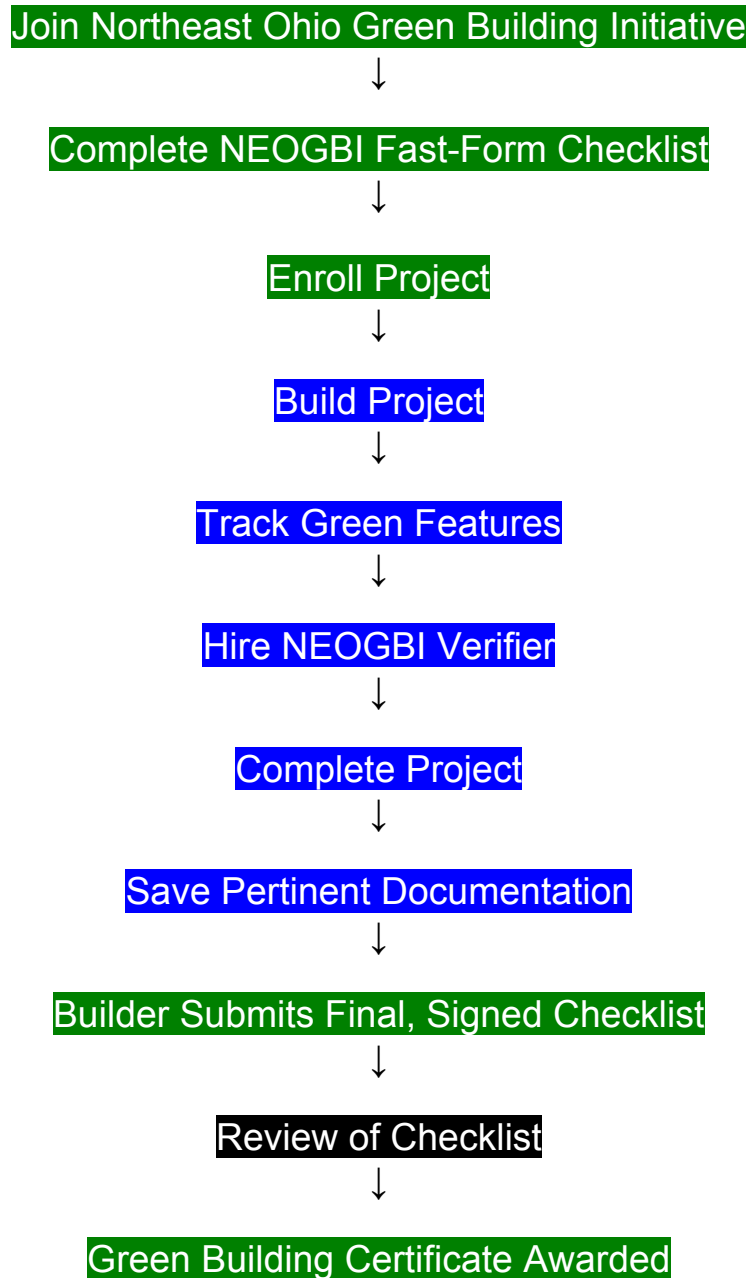 Join Northeast Ohio Green Building Initiative
↓
Complete NEOGBI Fast-Form Checklist
↓
Enroll Project
↓
Build Project
↓
Track Green Features
↓
Hire NEOGBI Verifier
↓
Complete Project
↓
Save Pertinent Documentation
↓
Builder Submits Final, Signed Checklist
↓
Review of Checklist
↓
Green Building Certificate Awarded